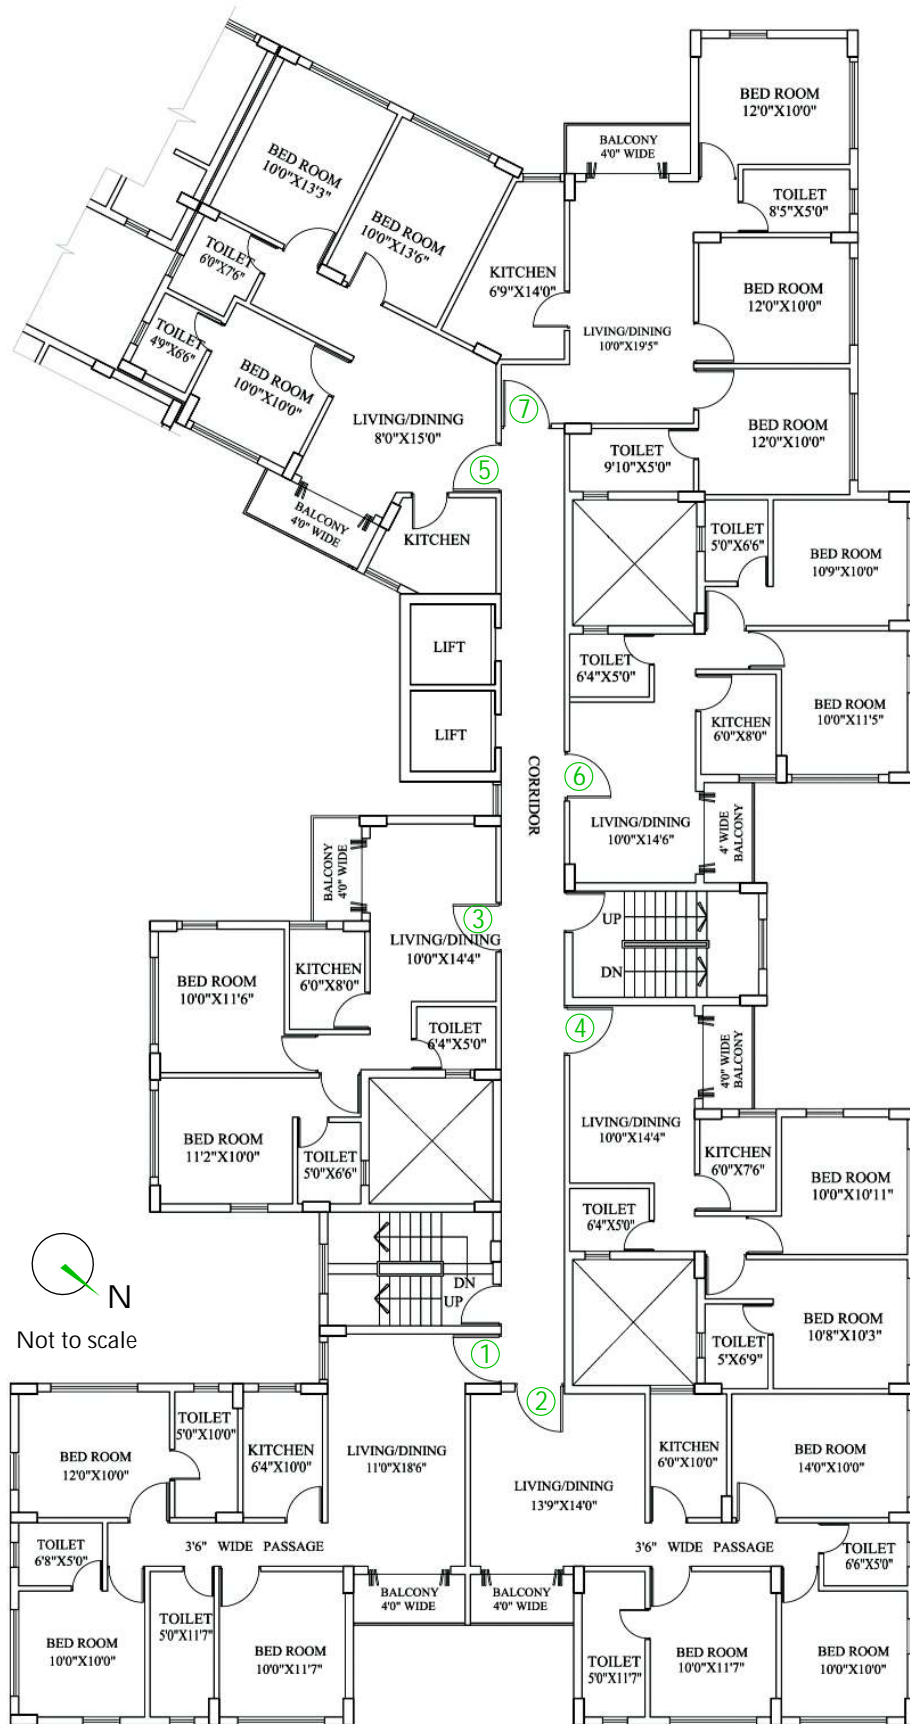 BED ROOM
12'0"X10'0"
BALCONY
4'0" WIDE
TOILET
8'5"X5'0"
BED ROOM
10'0"X13'3"
BED ROOM
10'0"X13'6"
TOILET
6'0"X7'6"
KITCHEN
6'9"X14'0"
BED ROOM
12'0"X10'0"
LIVING/DINING
10'0"X19'5"
TOILET
4'9"X6'6"
BED ROOM
10'0"X10'0"
LIVING/DINING
8'0"X15'0"
7
BED ROOM
12'0"X10'0"
5
TOILET
9'10"X5'0"
BALCONY
4'0" WIDE
KITCHEN
TOILET
5'0"X6'6"
BED ROOM
10'9"X10'0"
LIFT
TOILET
6'4"X5'0"
LIFT
KITCHEN
6'0"X8'0"
BED ROOM
10'0"X11'5"
CORRIDOR
6
LIVING/DINING
10'0"X14'6"
4' WIDE
BALCONY
BALCONY
4'0" WIDE
3
LIVING/DINING
10'0"X14'4"
UP
DN
BED ROOM
10'0"X11'6"
KITCHEN
6'0"X8'0"
TOILET
6'4"X5'0"
4
4'0" WIDE
BALCONY
LIVING/DINING
10'0"X14'4"
BED ROOM
11'2"X10'0"
TOILET
5'0"X6'6"
KITCHEN
6'0"X7'6"
BED ROOM
10'0"X10'11"
TOILET
6'4"X5'0"
DN
UP
N
Not to scale
TOILET
5'X6'9"
BED ROOM
10'8"X10'3"
1
2
BED ROOM
12'0"X10'0"
TOILET
5'0"X10'0"
KITCHEN
6'4"X10'0"
LIVING/DINING
11'0"X18'6"
LIVING/DINING
13'9"X14'0"
KITCHEN
6'0"X10'0"
BED ROOM
14'0"X10'0"
TOILET
6'8"X5'0"
3'6" WIDE PASSAGE
3'6" WIDE PASSAGE
TOILET
6'6"X5'0"
BALCONY
4'0" WIDE
BALCONY
4'0" WIDE
BED ROOM
10'0"X10'0"
TOILET
5'0"X11'7"
BED ROOM
10'0"X11'7"
TOILET
5'0"X11'7"
BED ROOM
10'0"X11'7"
BED ROOM
10'0"X10'0"